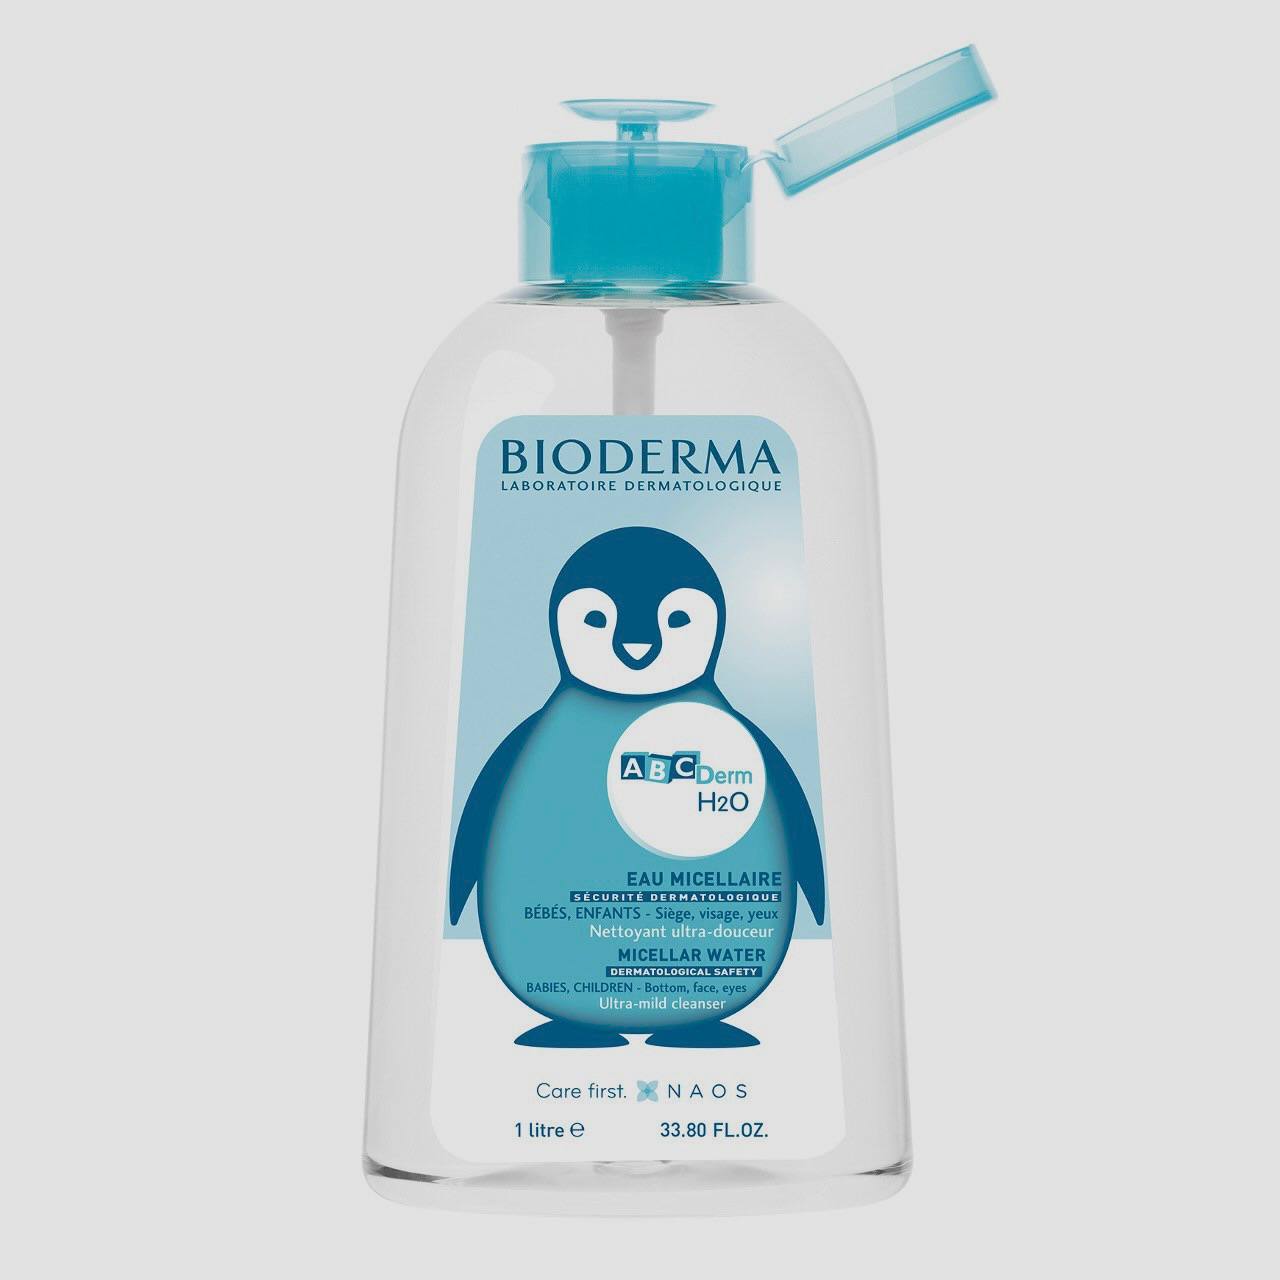 BIODERMA
LABORATOIRE DERMATOLOGIQUE
ABCDerm
H2O
EAU MICELLAIRE
SÉCURITÉ DERMATOLOGIQUE
BÉBÉS, ENFANTS - Siège, visage, yeux
Nettoyant ultra-douceur
MICELLAR WATER
DERMATOLOGICAL SAFETY
BABIES, CHILDREN - Bottom, face, eyes
Ultra-mild cleanser
Care first. NAOS
1 litre ℮ 33.80 FL.OZ.